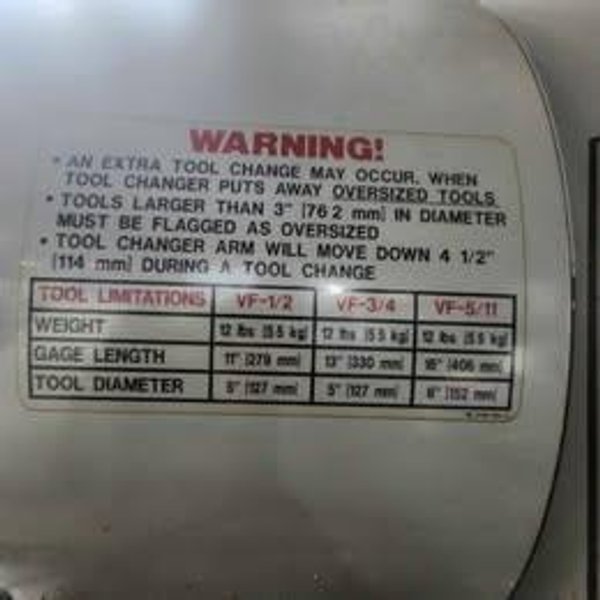 WARNING!
• AN EXTRA TOOL CHANGE MAY OCCUR, WHEN
TOOL CHANGER PUTS AWAY OVERSIZED TOOLS
• TOOLS LARGER THAN 3" (76.2 mm) IN DIAMETER
MUST BE FLAGGED AS OVERSIZED
• TOOL CHANGER ARM WILL MOVE DOWN 4 1/2"
(114 mm) DURING A TOOL CHANGE
TOOL LIMITATIONS VF-1/2 VF-3/4 VF-5/11
WEIGHT 12 lbs (5.5 kg) 12 lbs (5.5 kg) 12 lbs (5.5 kg)
GAGE LENGTH 11" (279 mm) 13" (330 mm) 16" (406 mm)
TOOL DIAMETER 5" (127 mm) 5" (127 mm) 6" (152 mm)